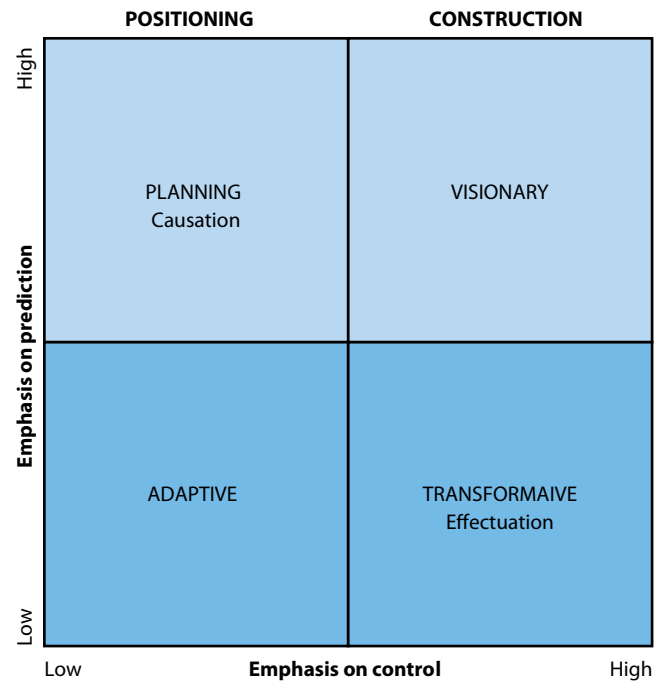 POSITIONING CONSTRUCTION
High
PLANNING
Causation
VISIONARY
Emphasis on prediction
ADAPTIVE
TRANSFORMAIVE
Effectuation
Low
Low Emphasis on control High